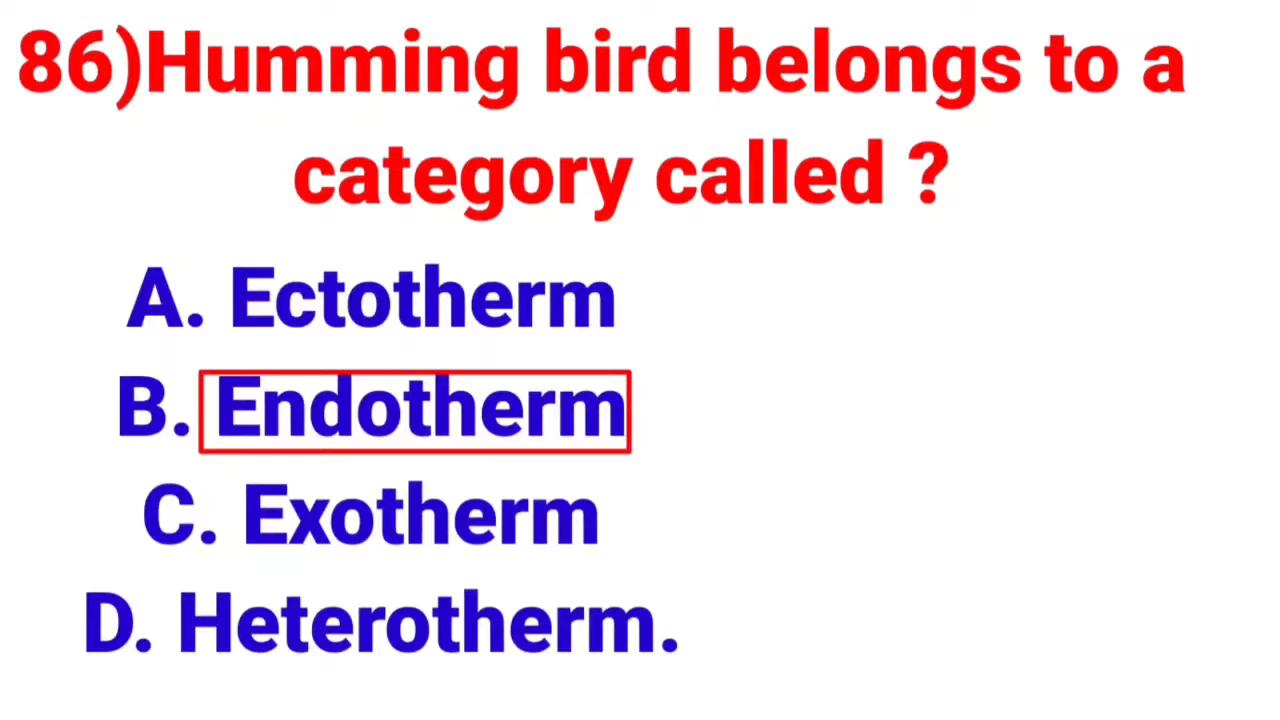 86)Humming bird belongs to a
category called ?
A. Ectotherm
B. Endotherm
C. Exotherm
D. Heterotherm.